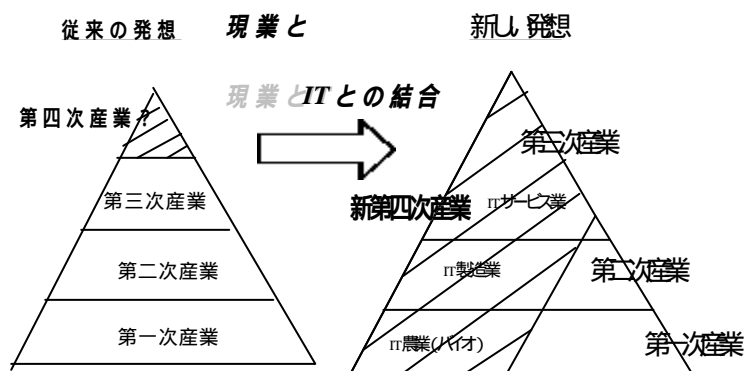 従来の発想
現業と
新しい発想
現業とITとの結合
第四次産業?
第三次産業
新第四次産業
ITサービス業
第三次産業
第二次産業
IT製造業
第二次産業
第一次産業
IT農業(バイオ)
第一次産業